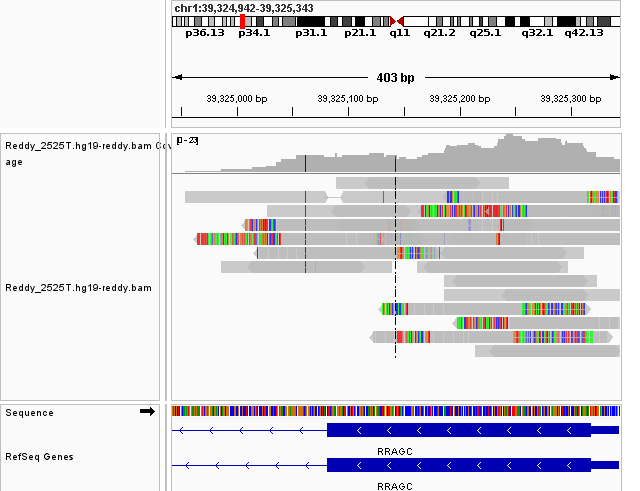 chr1:39,324,942-39,325,343
p36.13 p34.1 p31.1 p21.1 q11 q21.2 q25.1 q32.1 q42.13
403 bp
39,325,000 bp 39,325,100 bp 39,325,200 bp 39,325,300 bp
Reddy_2525T.hg19-reddy.bam Cov
age
[0-23]
Reddy_2525T.hg19-reddy.bam
Sequence
RefSeq Genes
RRAGC
RRAGC